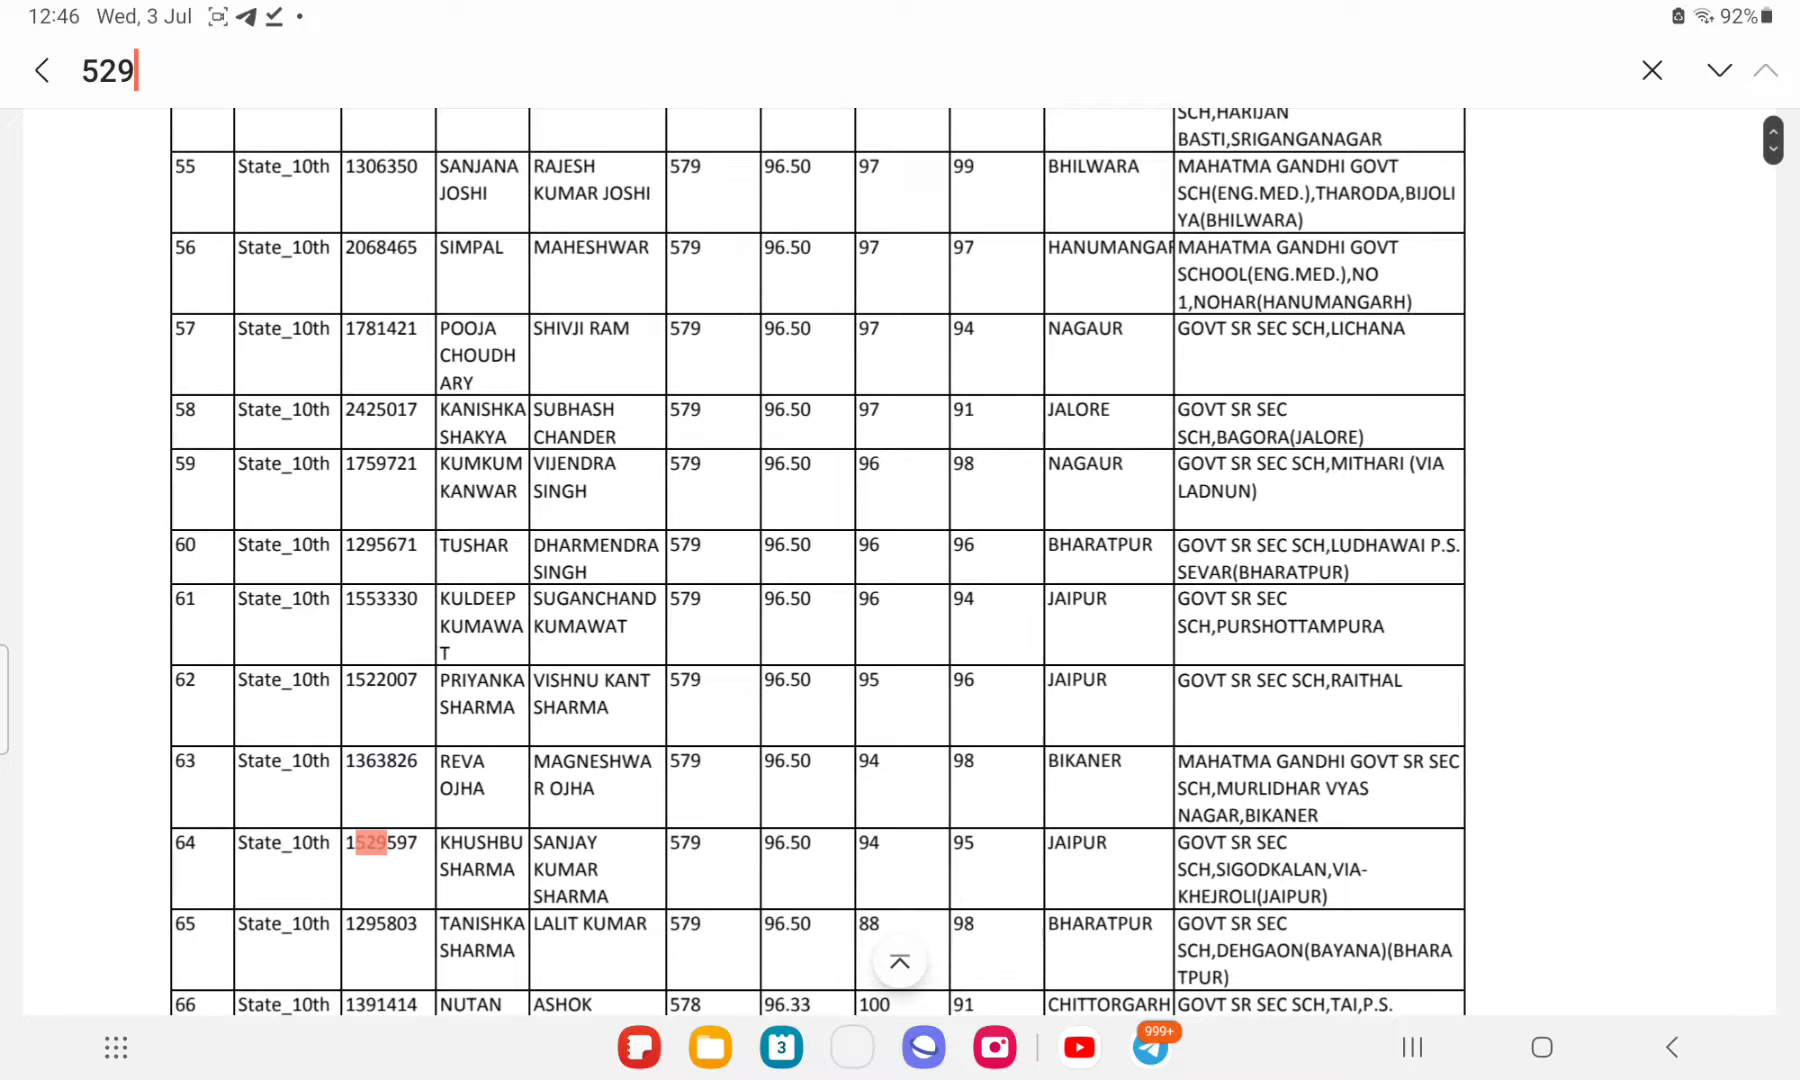 12:46 Wed, 3 Jul
92%
529
SCH,HARIJAN
BASTI,SRIGANGANAGAR
55 State_10th 1306350 SANJANA RAJESH 579 96.50 97 99 BHILWARA MAHATMA GANDHI GOVT
JOSHI KUMAR JOSHI SCH(ENG.MED.),THARODA,BIJOLI
YA(BHILWARA)
56 State_10th 2068465 SIMPAL MAHESHWAR 579 96.50 97 97 HANUMANGAR MAHATMA GANDHI GOVT
SCHOOL(ENG.MED.),NO
1,NOHAR(HANUMANGARH)
57 State_10th 1781421 POOJA SHIVJI RAM 579 96.50 97 94 NAGAUR GOVT SR SEC SCH,LICHANA
CHOUDH
ARY
58 State_10th 2425017 KANISHKA SUBHASH 579 96.50 97 91 JALORE GOVT SR SEC
SHAKYA CHANDER SCH,BAGORA(JALORE)
59 State_10th 1759721 KUMKUM VIJENDRA 579 96.50 96 98 NAGAUR GOVT SR SEC SCH,MITHARI (VIA
KANWAR SINGH LADNUN)
60 State_10th 1295671 TUSHAR DHARMENDRA 579 96.50 96 96 BHARATPUR GOVT SR SEC SCH,LUDHAWAI P.S.
SINGH SEVAR(BHARATPUR)
61 State_10th 1553330 KULDEEP SUGANCHAND 579 96.50 96 94 JAIPUR GOVT SR SEC
KUMAWA KUMAWAT SCH,PURSHOTTAMPURA
T
62 State_10th 1522007 PRIYANKA VISHNU KANT 579 96.50 95 96 JAIPUR GOVT SR SEC SCH,RAITHAL
SHARMA SHARMA
63 State_10th 1363826 REVA MAGNESHWA 579 96.50 94 98 BIKANER MAHATMA GANDHI GOVT SR SEC
OJHA R OJHA SCH,MURLIDHAR VYAS
NAGAR,BIKANER
64 State_10th 1529597 KHUSHBU SANJAY 579 96.50 94 95 JAIPUR GOVT SR SEC
SHARMA KUMAR SCH,SIGODKALAN,VIA-
SHARMA KHEJROLI(JAIPUR)
65 State_10th 1295803 TANISHKA LALIT KUMAR 579 96.50 88 98 BHARATPUR GOVT SR SEC
SHARMA SCH,DEHGAON(BAYANA)(BHARA
TPUR)
66 State_10th 1391414 NUTAN ASHOK 578 96.33 100 91 CHITTORGARH GOVT SR SEC SCH,TAI,P.S.
3
999+